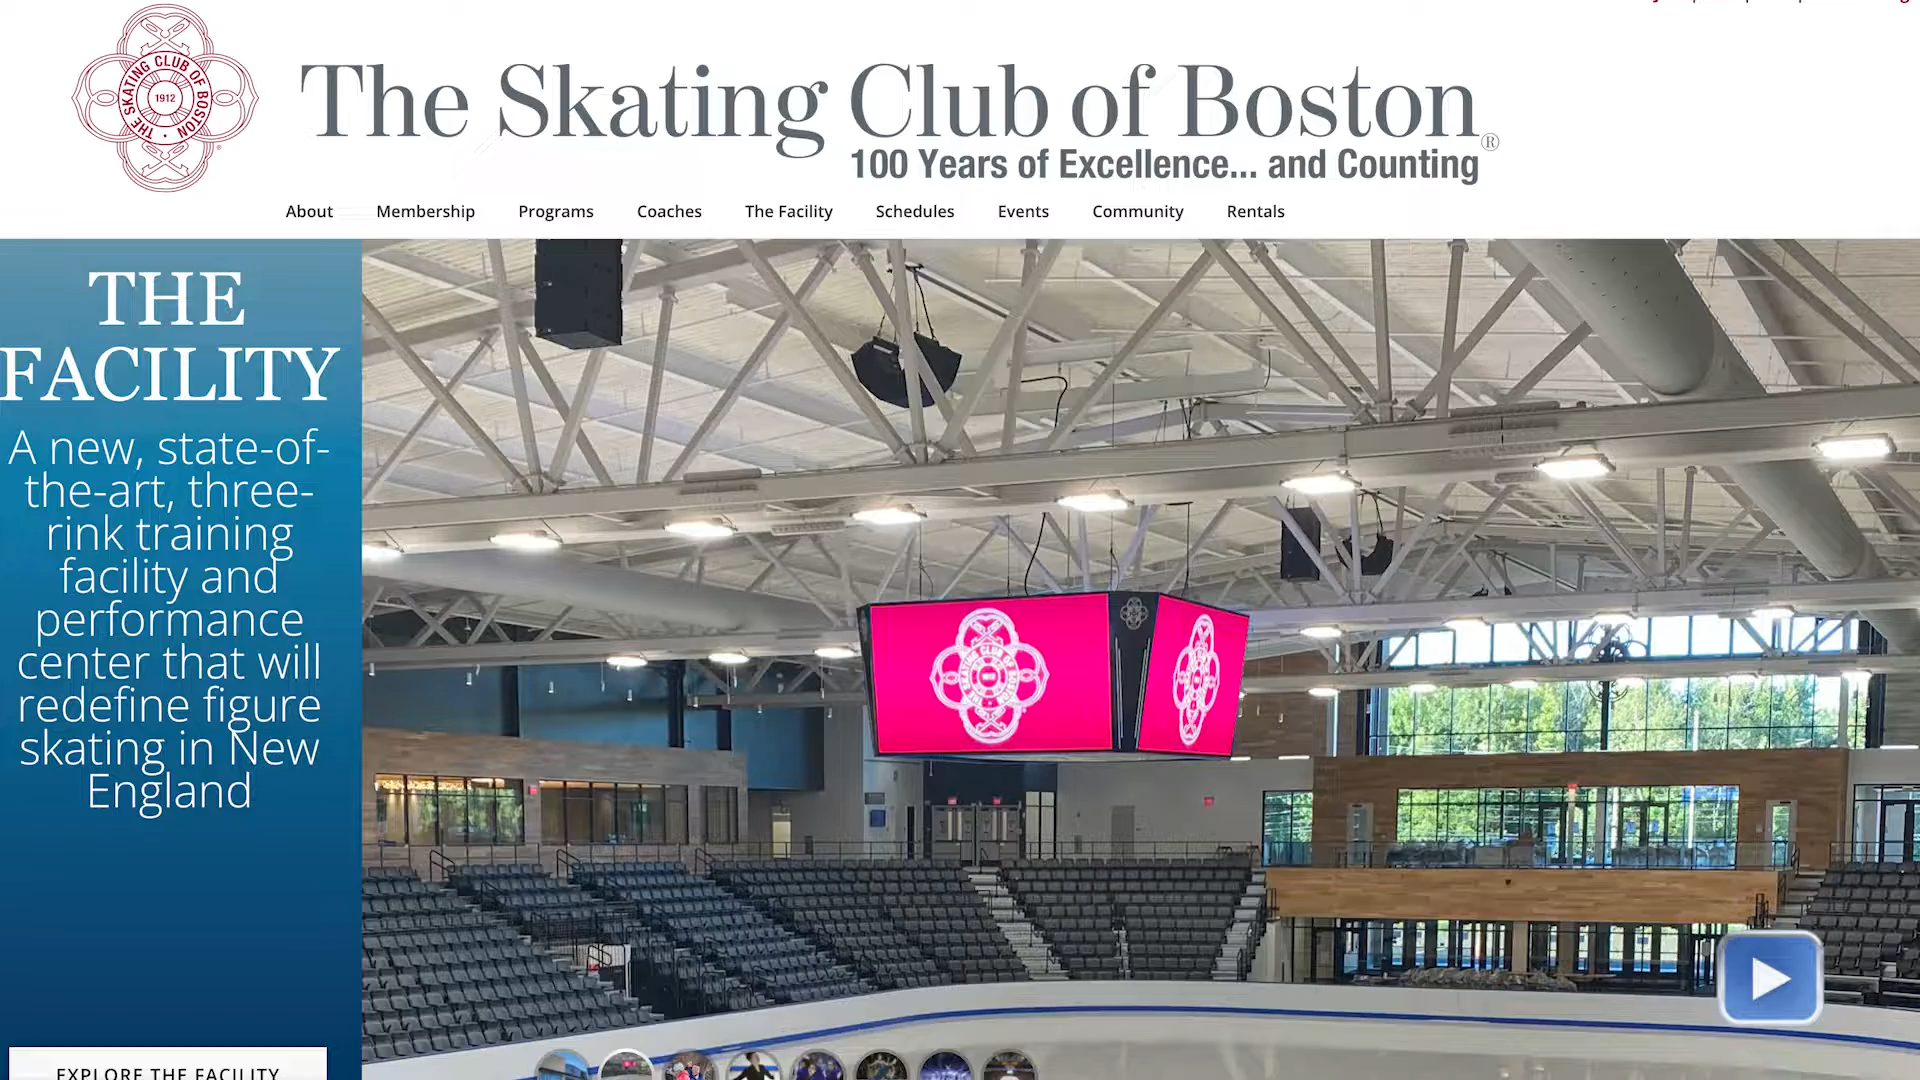 THE SKATING CLUB OF BOSTON
1912
The Skating Club of Boston®
100 Years of Excellence... and Counting
About Membership Programs Coaches The Facility Schedules Events Community Rentals
THE
FACILITY
A new, state-of-
the-art, three-
rink training
facility and
performance
center that will
redefine figure
skating in New
England
EXPLORE THE FACILITY